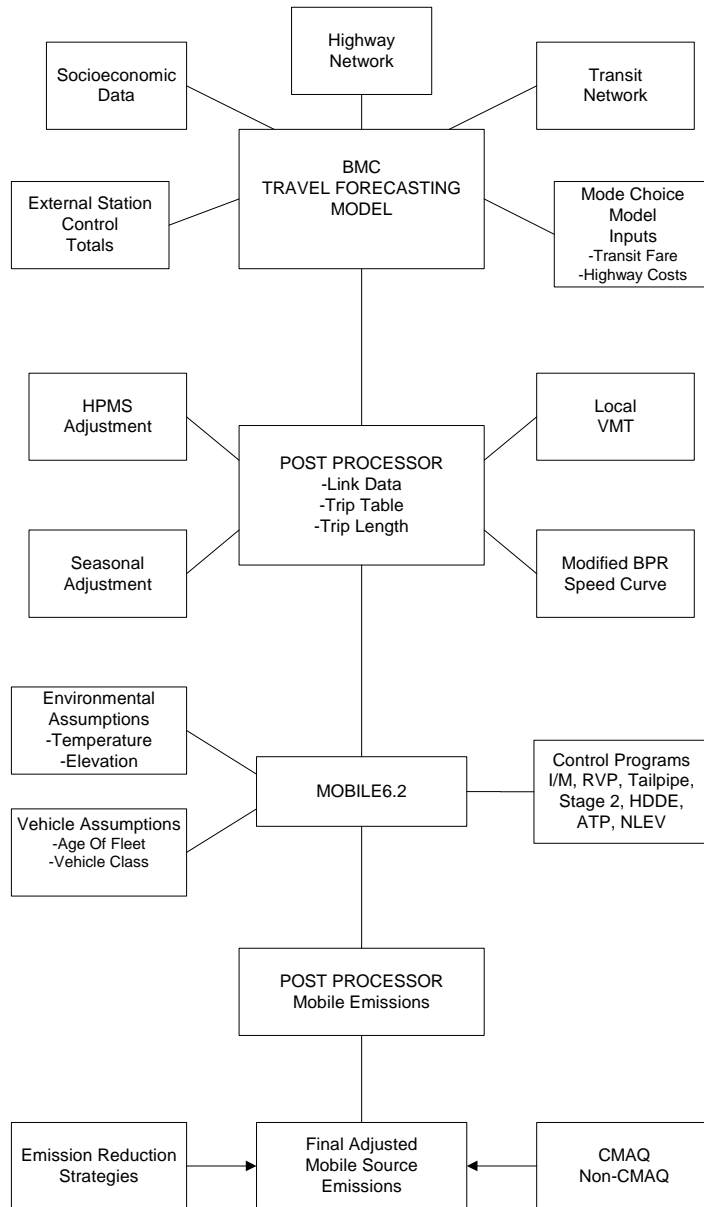 Highway
Network
Socioeconomic
Data
Transit
Network
BMC
TRAVEL FORECASTING
MODEL
External Station
Control
Totals
Mode Choice
Model
Inputs
-Transit Fare
-Highway Costs
HPMS
Adjustment
Local
VMT
POST PROCESSOR
-Link Data
-Trip Table
-Trip Length
Seasonal
Adjustment
Modified BPR
Speed Curve
Environmental
Assumptions
-Temperature
-Elevation
MOBILE6.2
Control Programs
I/M, RVP, Tailpipe,
Stage 2, HDDE,
ATP, NLEV
Vehicle Assumptions
-Age Of Fleet
-Vehicle Class
POST PROCESSOR
Mobile Emissions
Emission Reduction
Strategies
Final Adjusted
Mobile Source
Emissions
CMAQ
Non-CMAQ